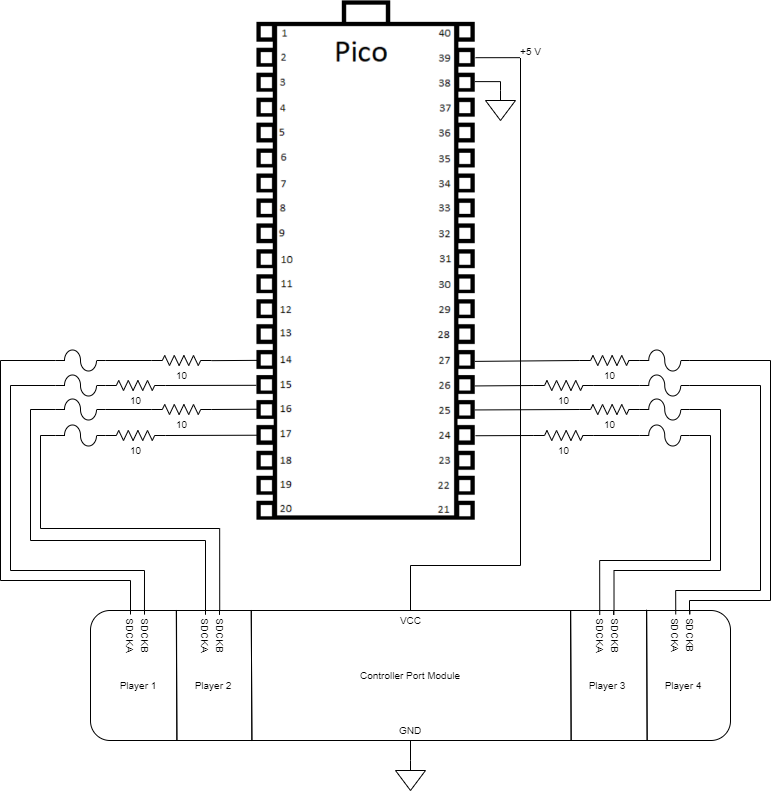 1
40
Pico
2
39
+5 V
3
38
4
37
5
36
6
35
7
34
8
33
9
32
10
31
11
30
12
29
13
28
14
27
10
10
15
26
10
10
16
25
10
10
17
24
10
10
18
23
19
22
20
21
SDCKA
SDCKB
SDCKA
SDCKB
VCC
SDCKA
SDCKB
SDCKA
SDCKB
Player 1
Player 2
Controller Port Module
Player 3
Player 4
GND